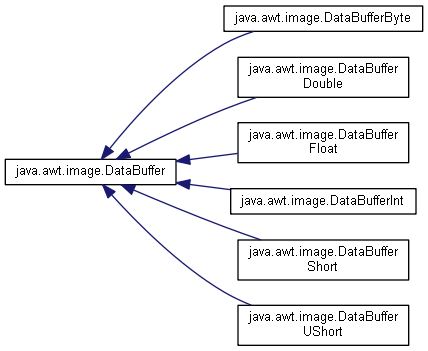 java.awt.image.DataBufferByte
java.awt.image.DataBuffer
Double
java.awt.image.DataBuffer
Float
java.awt.image.DataBuffer
java.awt.image.DataBufferInt
java.awt.image.DataBuffer
Short
java.awt.image.DataBuffer
UShort